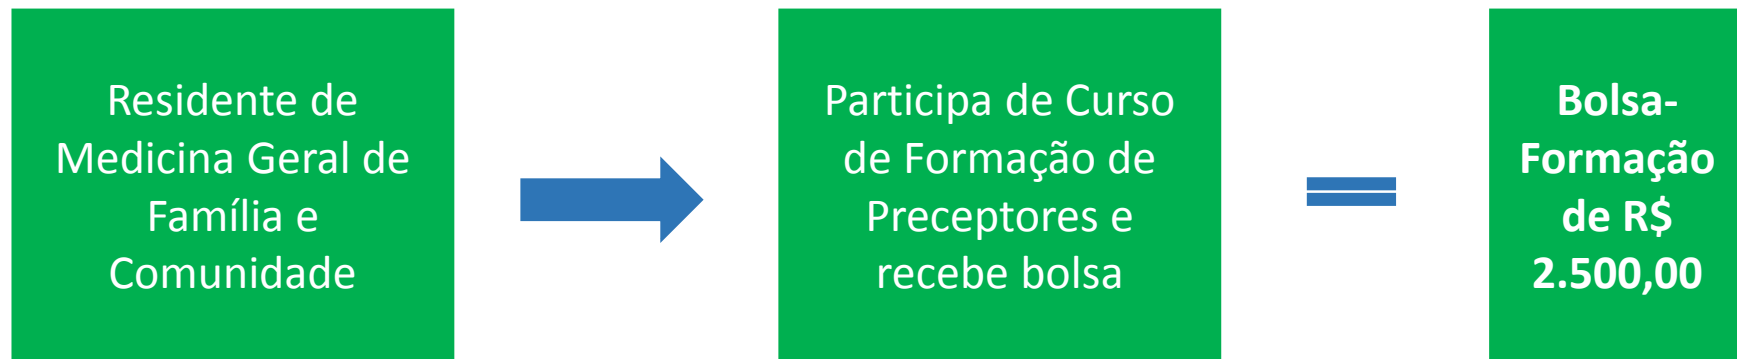 Residente de
Medicina Geral de
Família e
Comunidade
Participa de Curso
de Formação de
Preceptores e
recebe bolsa
Bolsa-
Formação
de R$
2.500,00